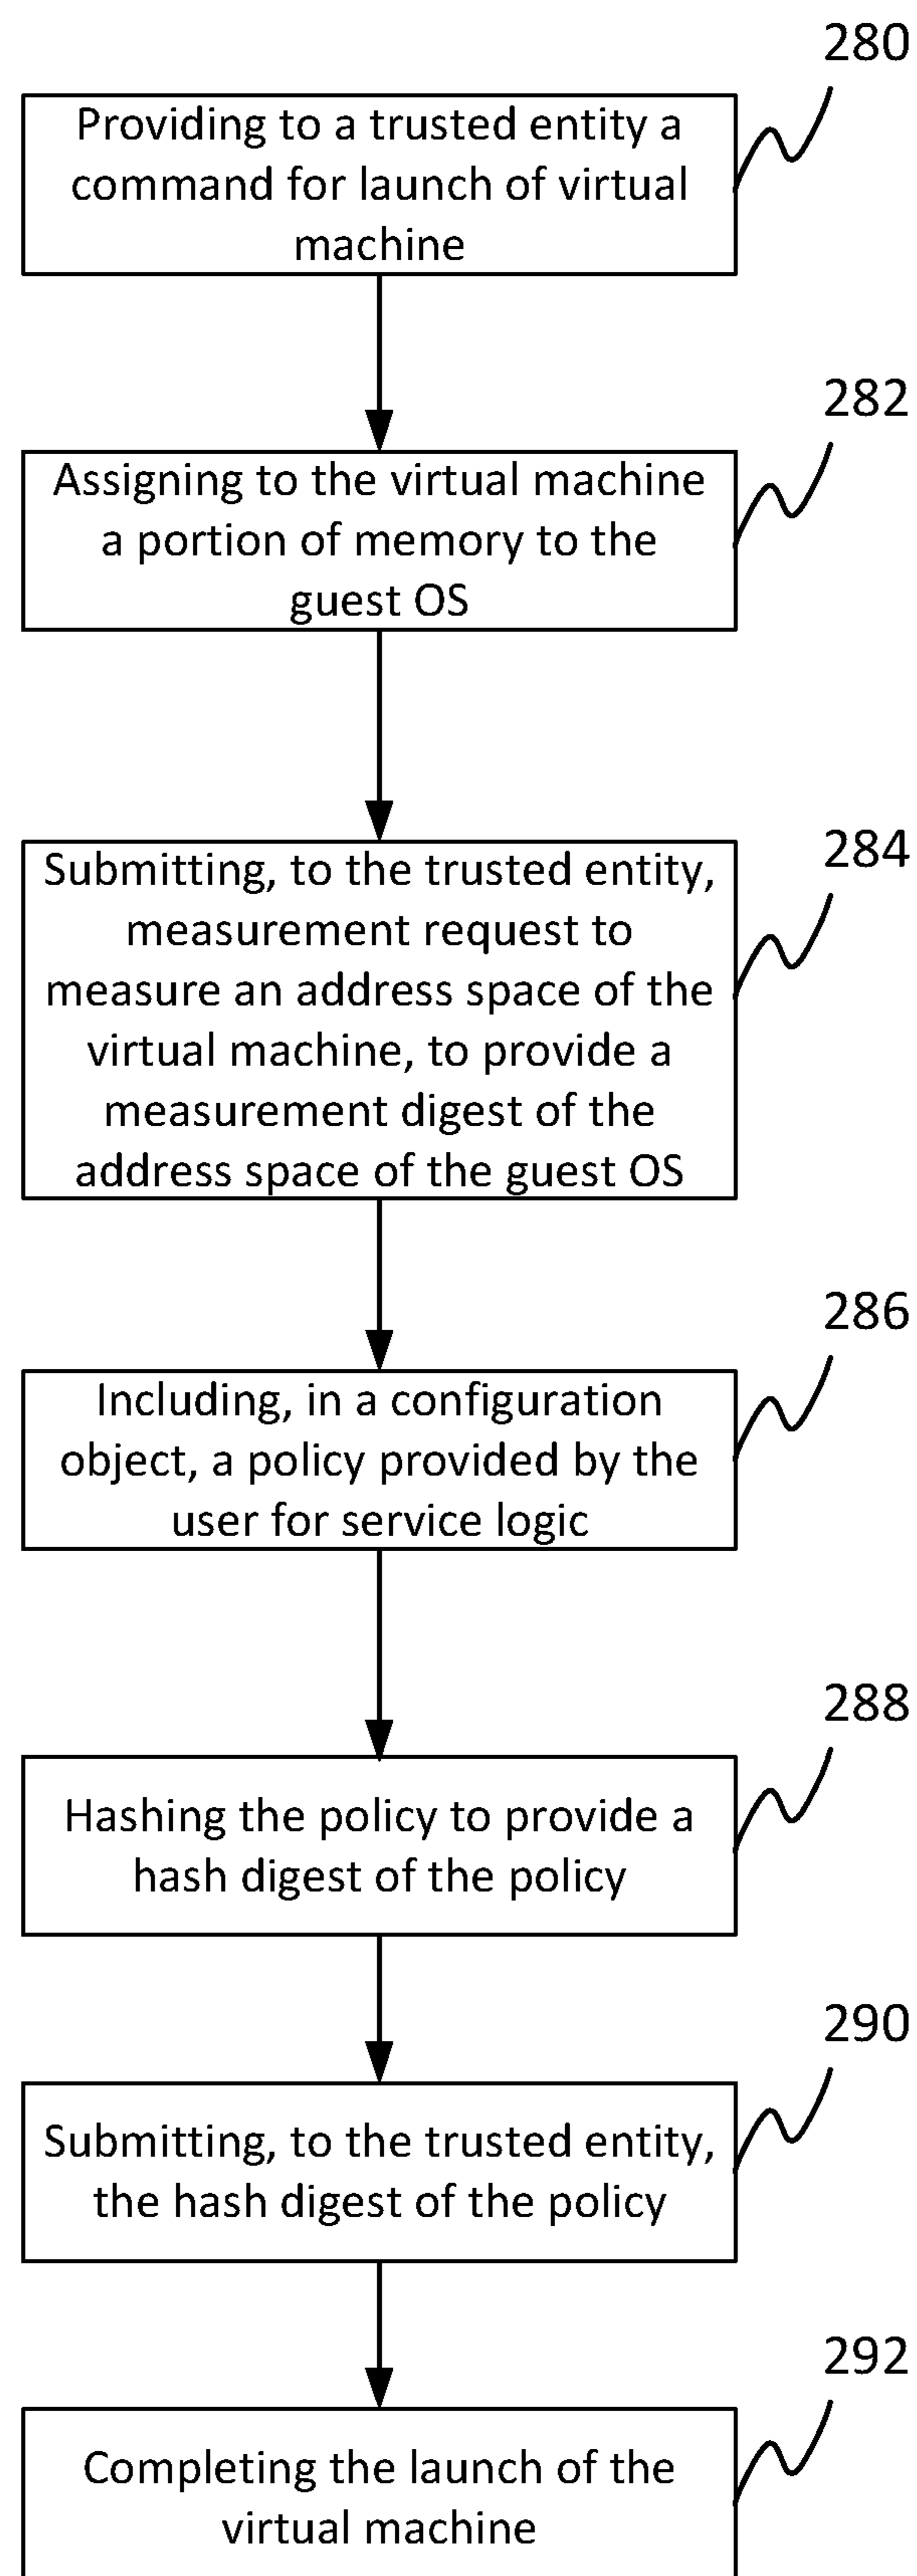 280
Providing to a trusted entity a
command for launch of virtual
machine
282
Assigning to the virtual machine
a portion of memory to the
guest OS
284
Submitting, to the trusted entity,
measurement request to
measure an address space of the
virtual machine, to provide a
measurement digest of the
address space of the guest OS
286
Including, in a configuration
object, a policy provided by the
user for service logic
288
Hashing the policy to provide a
hash digest of the policy
290
Submitting, to the trusted entity,
the hash digest of the policy
292
Completing the launch of the
virtual machine